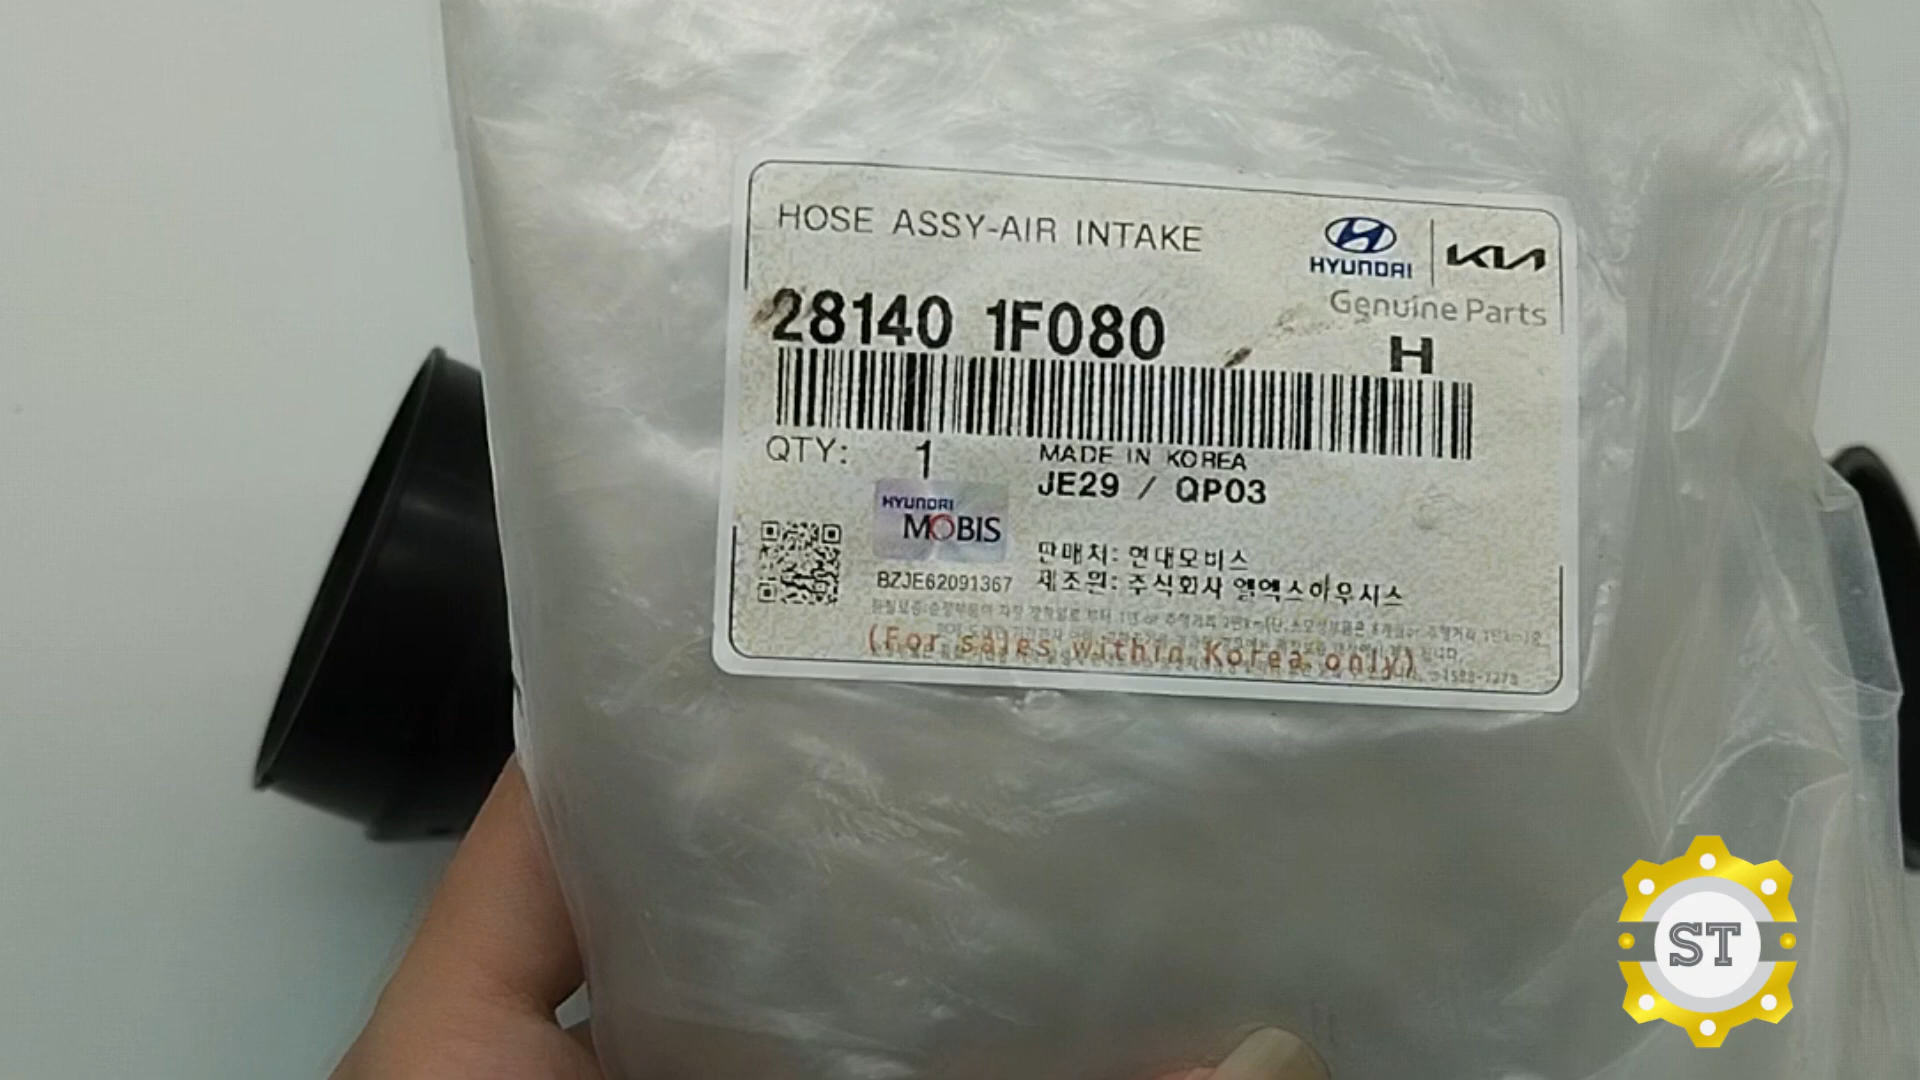 HOSE ASSY-AIR INTAKE
HYUNDAI
KIA
Genuine Parts
28140 1F080
H
QTY: 1
MADE IN KOREA
JE29 / QP03
HYUNDAI
MOBIS
BZJE62091367
판매처: 현대모비스
제조원: 주식회사 엘엑스하우시스
(For sales within Korea only)
ST